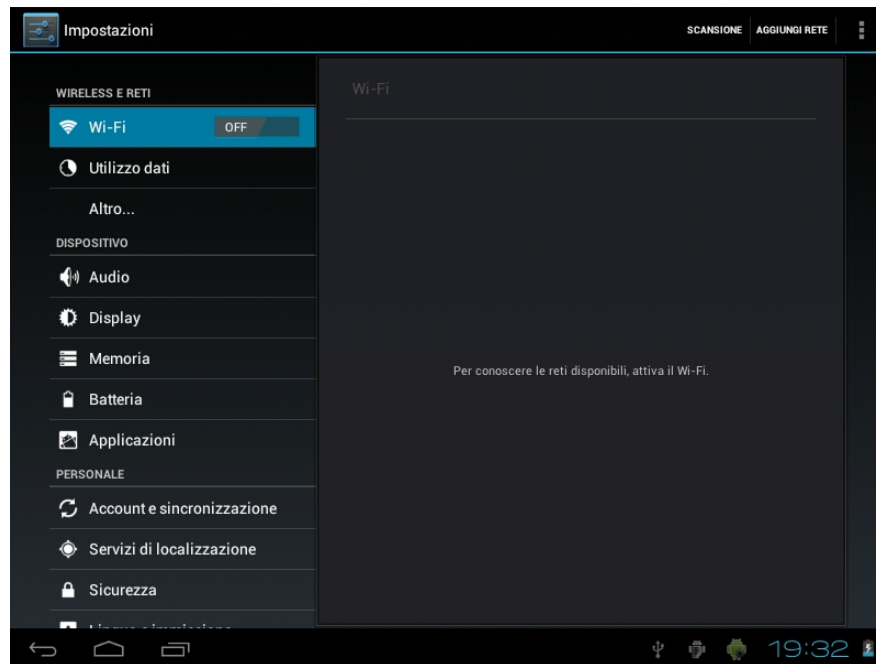 Impostazioni
SCANSIONE
AGGIUNGI RETE
WIRELESS E RETI
Wi-Fi
OFF
Utilizzo dati
Altro...
DISPOSITIVO
Audio
Display
Memoria
Batteria
Applicazioni
PERSONALE
Account e sincronizzazione
Servizi di localizzazione
Sicurezza
Wi-Fi
Per conoscere le reti disponibili, attiva il Wi-Fi.
19:32